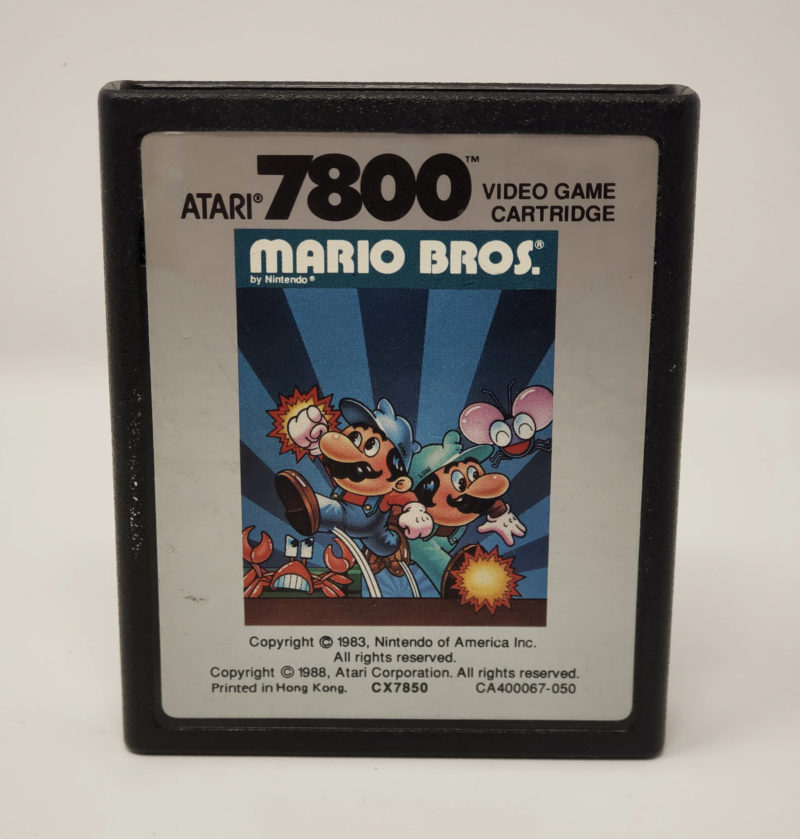 ATARI® 7800™ VIDEO GAME
CARTRIDGE
MARIO BROS.®
by Nintendo®
Copyright © 1983, Nintendo of America Inc.
All rights reserved.
Copyright © 1988, Atari Corporation. All rights reserved.
Printed in Hong Kong. CX7850 CA400067-050